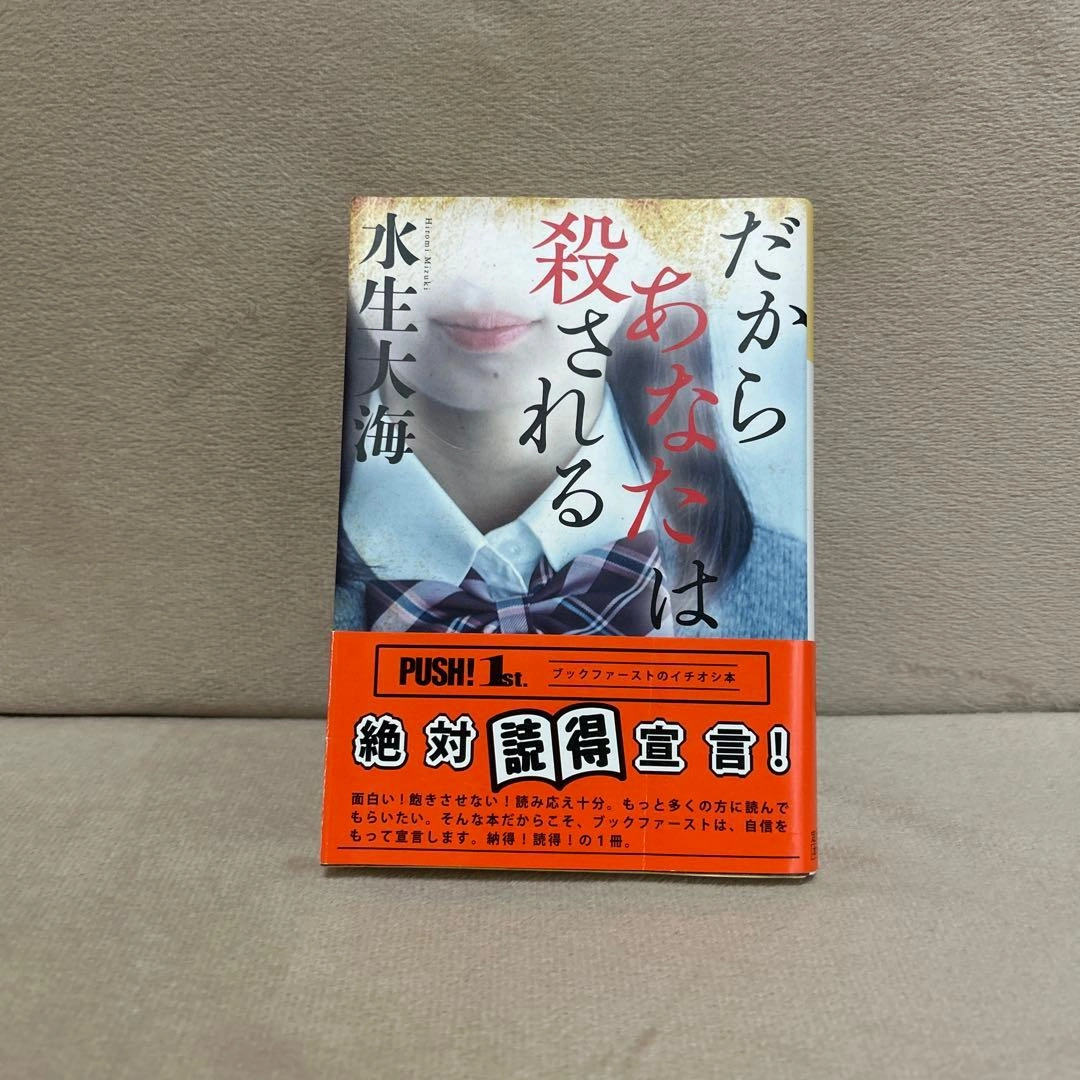 だから
あなたは
殺される
水生大海
Hiromi Mizuki
PUSH! 1st.
ブックファーストのイチオシ本
絶対読得宣言!
面白い!飽きさせない!読み応え十分。もっと多くの方に読んで
もらいたい。そんな本だからこそ、ブックファーストは、自信を
もって宣言します。納得!読得!の1冊。